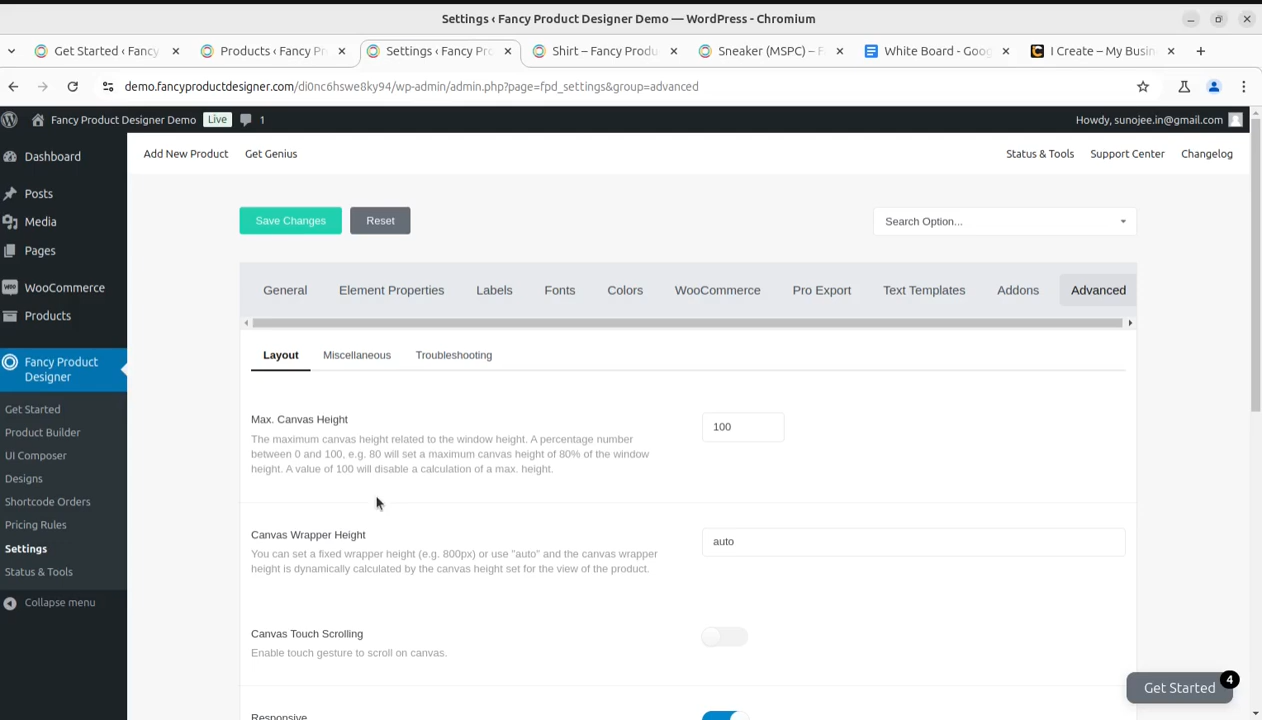 Settings ‹ Fancy Product Designer Demo — WordPress - Chromium
Get Started ‹ Fancy
Products ‹ Fancy Pr
Settings ‹ Fancy Pro
Shirt – Fancy Produ
Sneaker (MSPC) – F
White Board - Goog
I Create – My Busin
demo.fancyproductdesigner.com/dl0nc6hswe8ky94/wp-admin/admin.php?page=fpd_settings&group=advanced
Fancy Product Designer Demo Live 1
Howdy, sunojee.in@gmail.com
Dashboard
Posts
Media
Pages
WooCommerce
Products
Fancy Product
Designer
Get Started
Product Builder
UI Composer
Designs
Shortcode Orders
Pricing Rules
Settings
Status & Tools
Collapse menu
Add New Product Get Genius
Status & Tools Support Center Changelog
Save Changes Reset
Search Option...
General Element Properties Labels Fonts Colors WooCommerce Pro Export Text Templates Addons Advanced
Layout Miscellaneous Troubleshooting
Max. Canvas Height
The maximum canvas height related to the window height. A percentage number
between 0 and 100, e.g. 80 will set a maximum canvas height of 80% of the window
height. A value of 100 will disable a calculation of a max. height.
100
Canvas Wrapper Height
You can set a fixed wrapper height (e.g. 800px) or use "auto" and the canvas wrapper
height is dynamically calculated by the canvas height set for the view of the product.
auto
Canvas Touch Scrolling
Enable touch gesture to scroll on canvas.
Responsive
Get Started 4